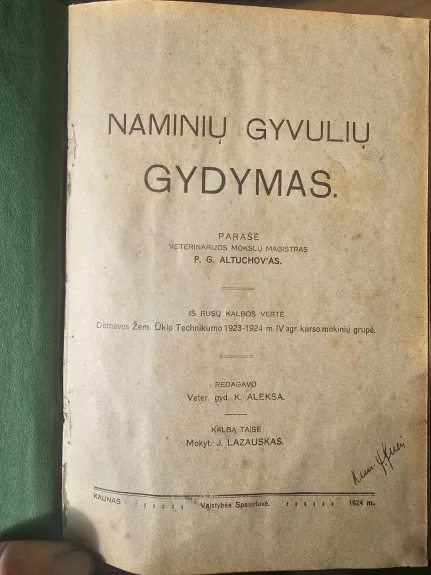 NAMINIŲ GYVULIŲ
GYDYMAS.
PARAŠĖ
VETERINARIJOS MOKSLŲ MAGISTRAS
P. G. ALTUCHOV'AS.
IŠ RUSŲ KALBOS VERTĖ
Dotnavos Žem. Ūkio Technikumo 1923-1924 m. IV agr. kurso mokinių grupė.
REDAGAVO
Veter. gyd. K. ALEKSA.
KALBĄ TAISĖ
Mokyt. J. LAZAUSKAS.
KAUNAS : : : : : : Valstybės Spaustuvė. : : : : : : 1924 m.